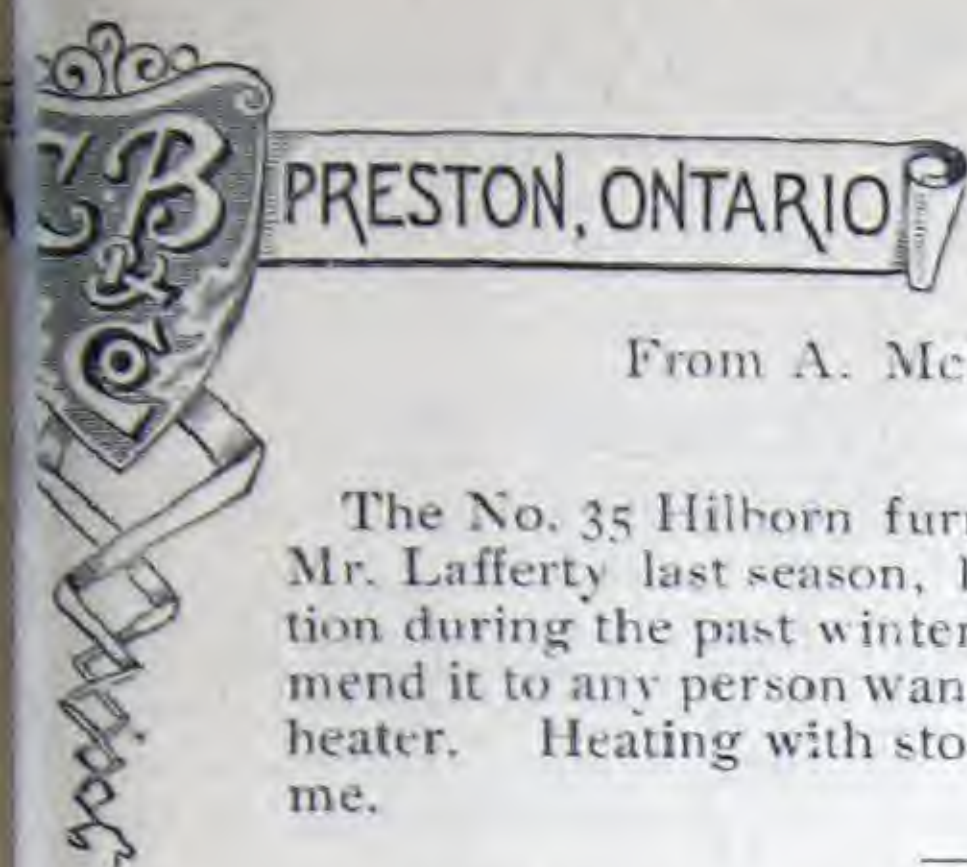 C B
& Co
PRESTON, ONTARIO
From A. Mc
The No. 35 Hilborn fur
Mr. Lafferty last season,
tion during the past winter
mend it to any person wan
heater. Heating with sto
me.